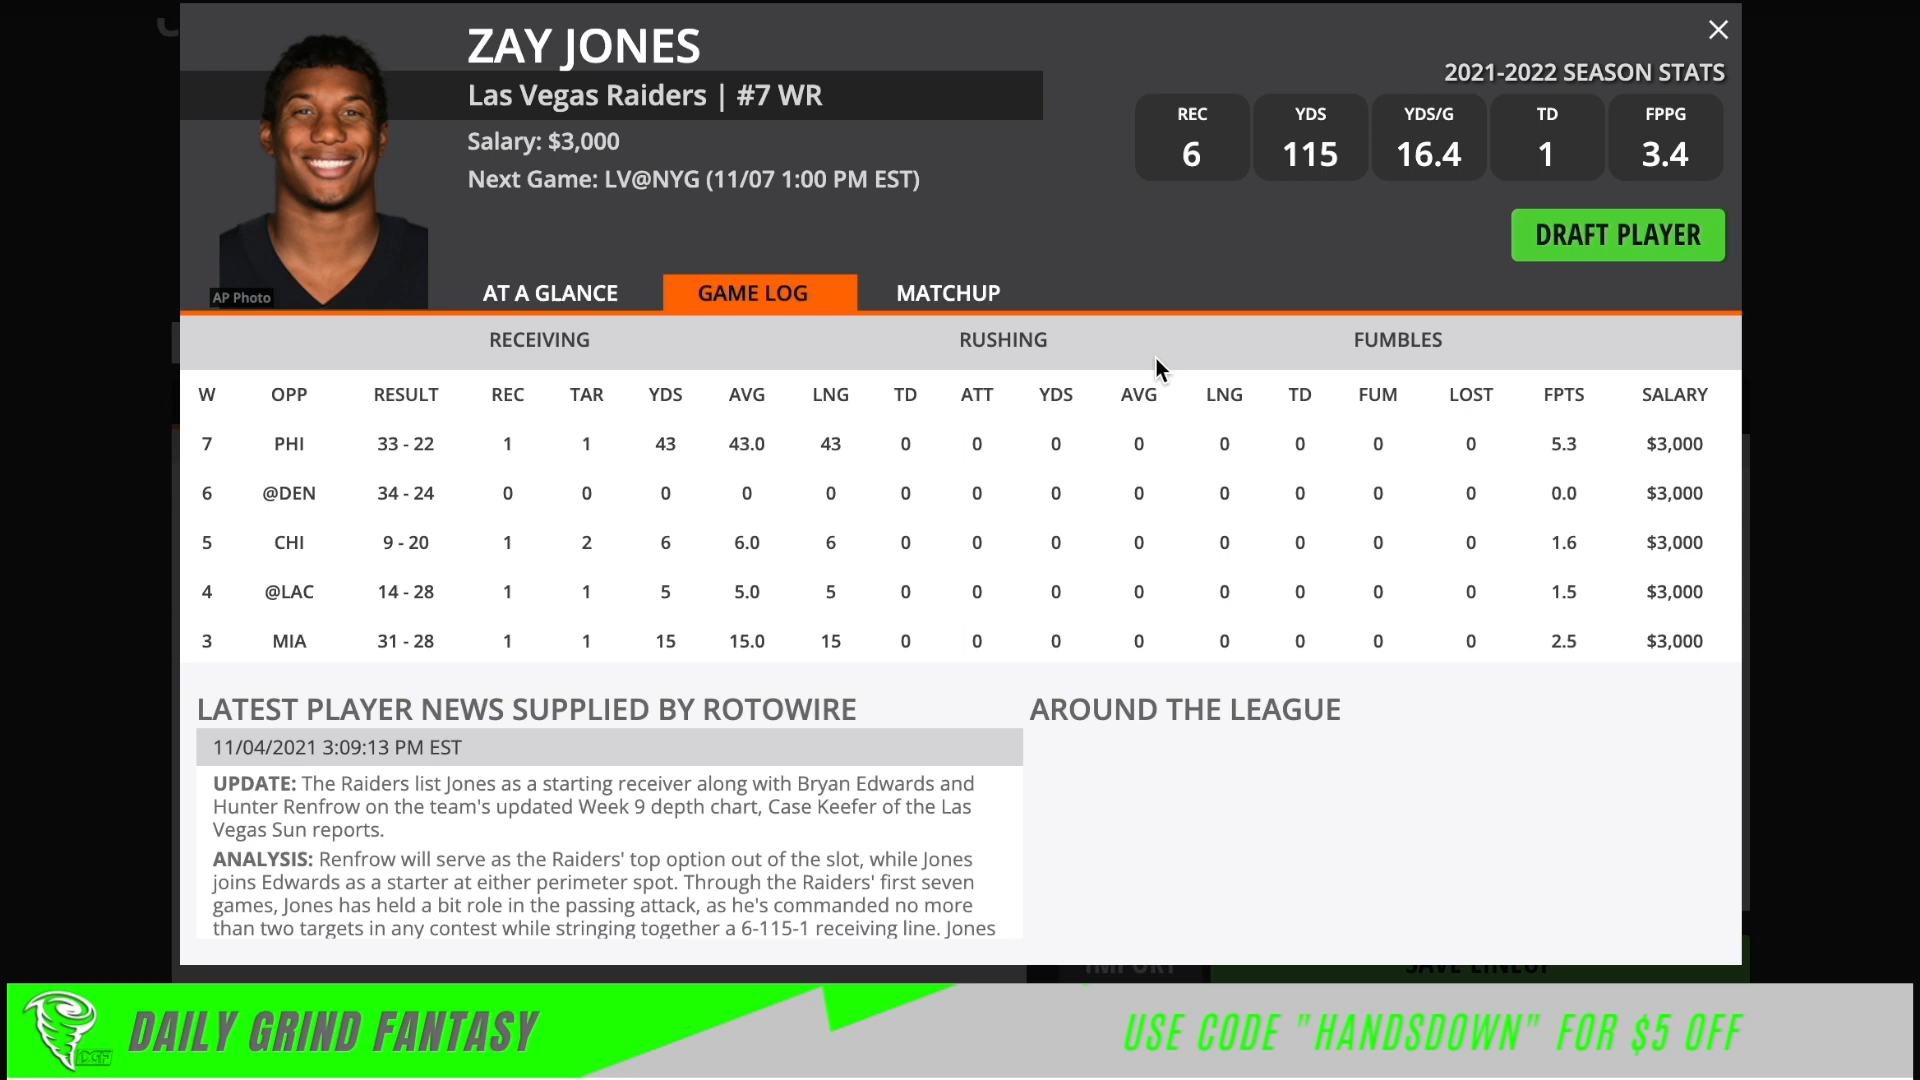 ZAY JONES
Las Vegas Raiders | #7 WR
Salary: $3,000
Next Game: LV@NYG (11/07 1:00 PM EST)
2021-2022 SEASON STATS
REC YDS YDS/G TD FPPG
6 115 16.4 1 3.4
DRAFT PLAYER
AP Photo
AT A GLANCE GAME LOG MATCHUP
RECEIVING RUSHING FUMBLES
W OPP RESULT REC TAR YDS AVG LNG TD ATT YDS AVG LNG TD FUM LOST FPTS SALARY
7 PHI 33 - 22 1 1 43 43.0 43 0 0 0 0 0 0 0 0 5.3 $3,000
6 @DEN 34 - 24 0 0 0 0 0 0 0 0 0 0 0 0 0 0.0 $3,000
5 CHI 9 - 20 1 2 6 6.0 6 0 0 0 0 0 0 0 0 1.6 $3,000
4 @LAC 14 - 28 1 1 5 5.0 5 0 0 0 0 0 0 0 0 1.5 $3,000
3 MIA 31 - 28 1 1 15 15.0 15 0 0 0 0 0 0 0 0 2.5 $3,000
LATEST PLAYER NEWS SUPPLIED BY ROTOWIRE
11/04/2021 3:09:13 PM EST
UPDATE: The Raiders list Jones as a starting receiver along with Bryan Edwards and
Hunter Renfrow on the team's updated Week 9 depth chart, Case Keefer of the Las
Vegas Sun reports.
ANALYSIS: Renfrow will serve as the Raiders' top option out of the slot, while Jones
joins Edwards as a starter at either perimeter spot. Through the Raiders' first seven
games, Jones has held a bit role in the passing attack, as he's commanded no more
than two targets in any contest while stringing together a 6-115-1 receiving line. Jones
AROUND THE LEAGUE
IMPORT SAVE LINEUP
DGF
DAILY GRIND FANTASY
USE CODE "HANDSDOWN" FOR $5 OFF